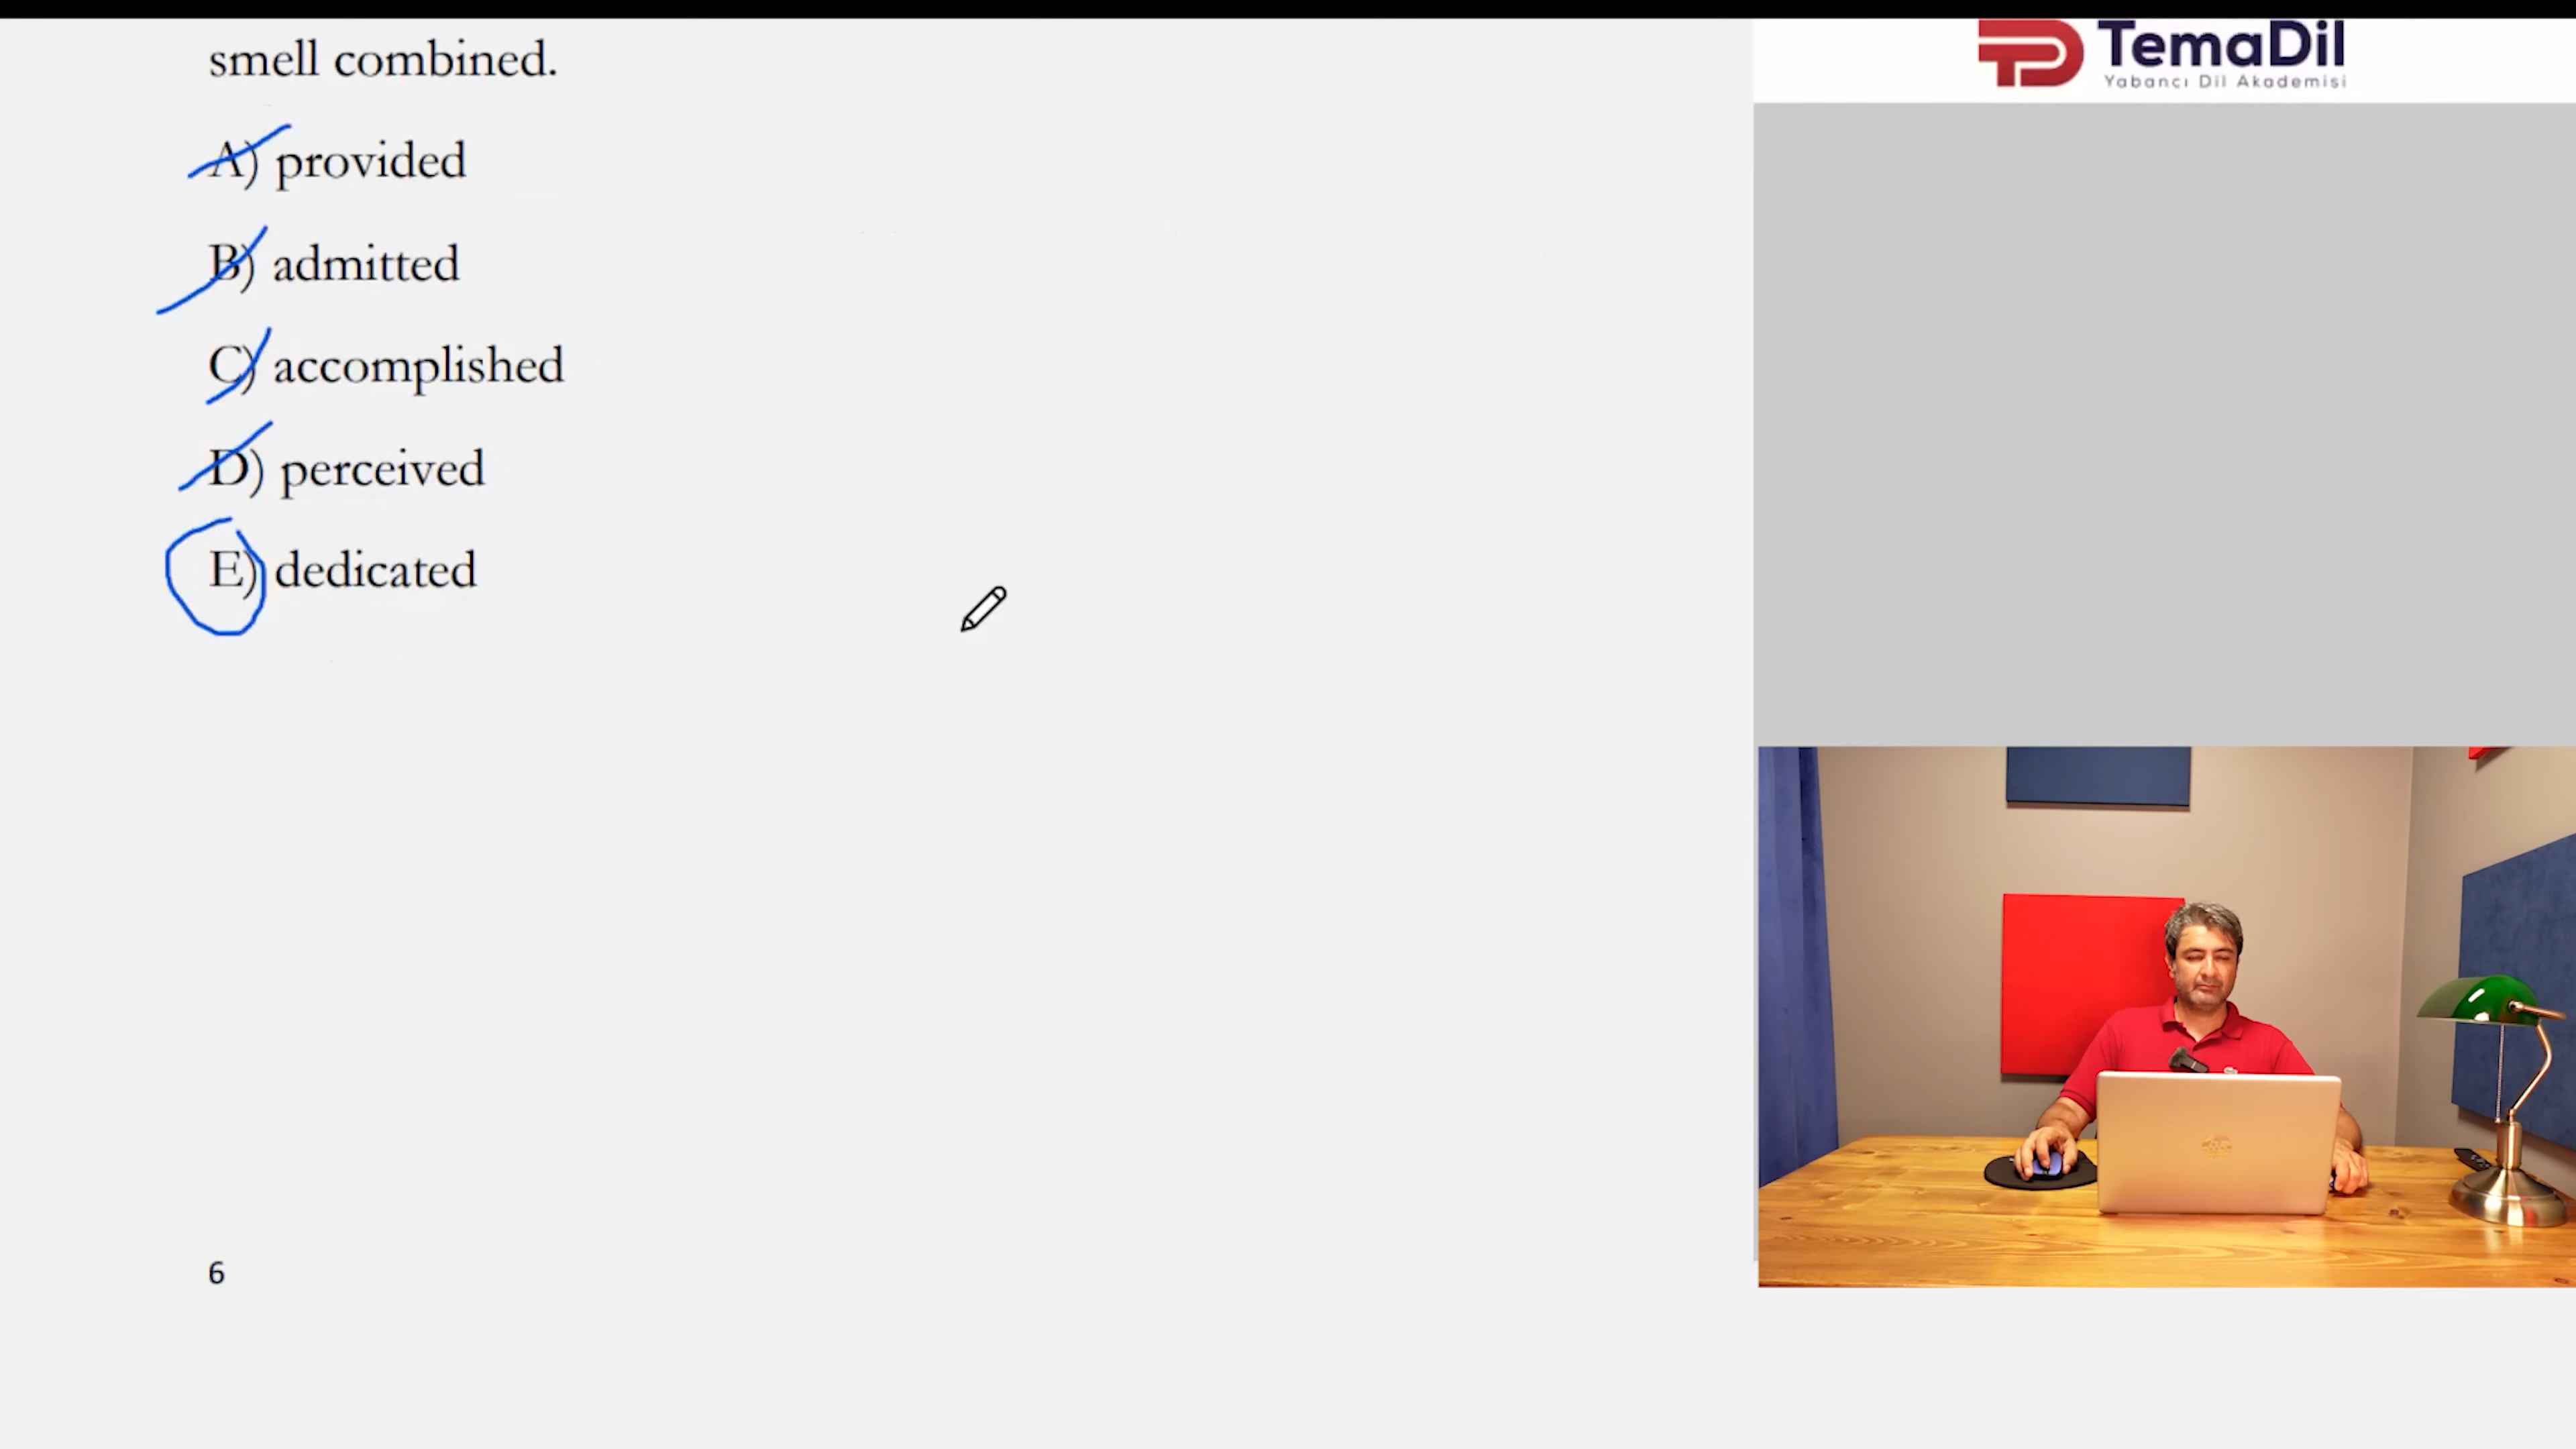 smell combined.
A) provided
B) admitted
C) accomplished
D) perceived
E) dedicated
6
TemaDil
Yabancı Dil Akademisi